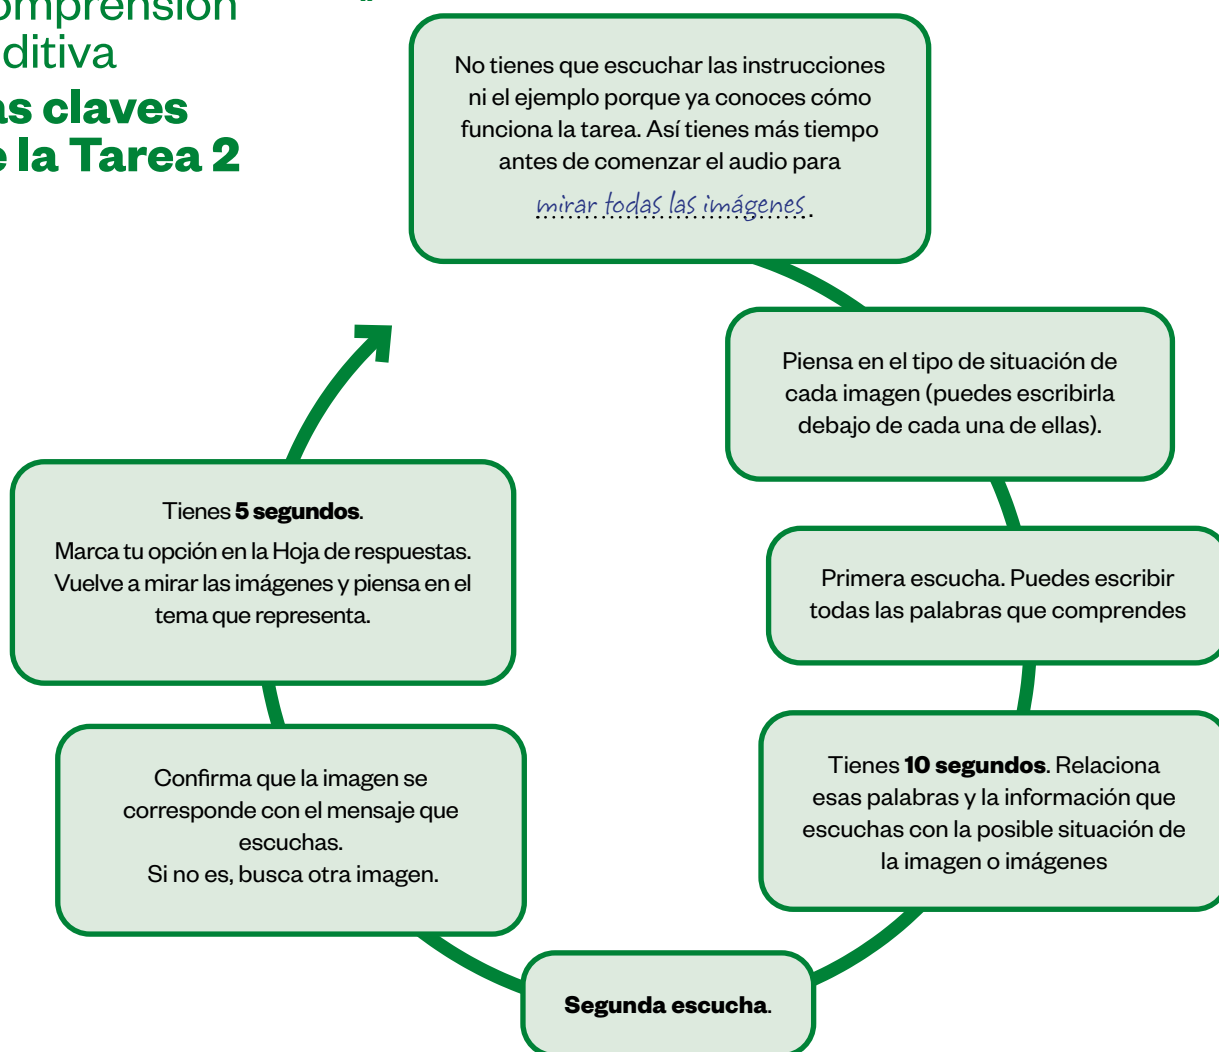 omprensión
ditiva
as claves
e la Tarea 2
No tienes que escuchar las instrucciones
ni el ejemplo porque ya conoces cómo
funciona la tarea. Así tienes más tiempo
antes de comenzar el audio para
mirar todas las imágenes.
Piensa en el tipo de situación de
cada imagen (puedes escribirla
debajo de cada una de ellas).
Primera escucha. Puedes escribir
todas las palabras que comprendes
Tienes 10 segundos. Relaciona
esas palabras y la información que
escuchas con la posible situación de
la imagen o imágenes
Segunda escucha.
Confirma que la imagen se
corresponde con el mensaje que
escuchas.
Si no es, busca otra imagen.
Tienes 5 segundos.
Marca tu opción en la Hoja de respuestas.
Vuelve a mirar las imágenes y piensa en el
tema que representa.